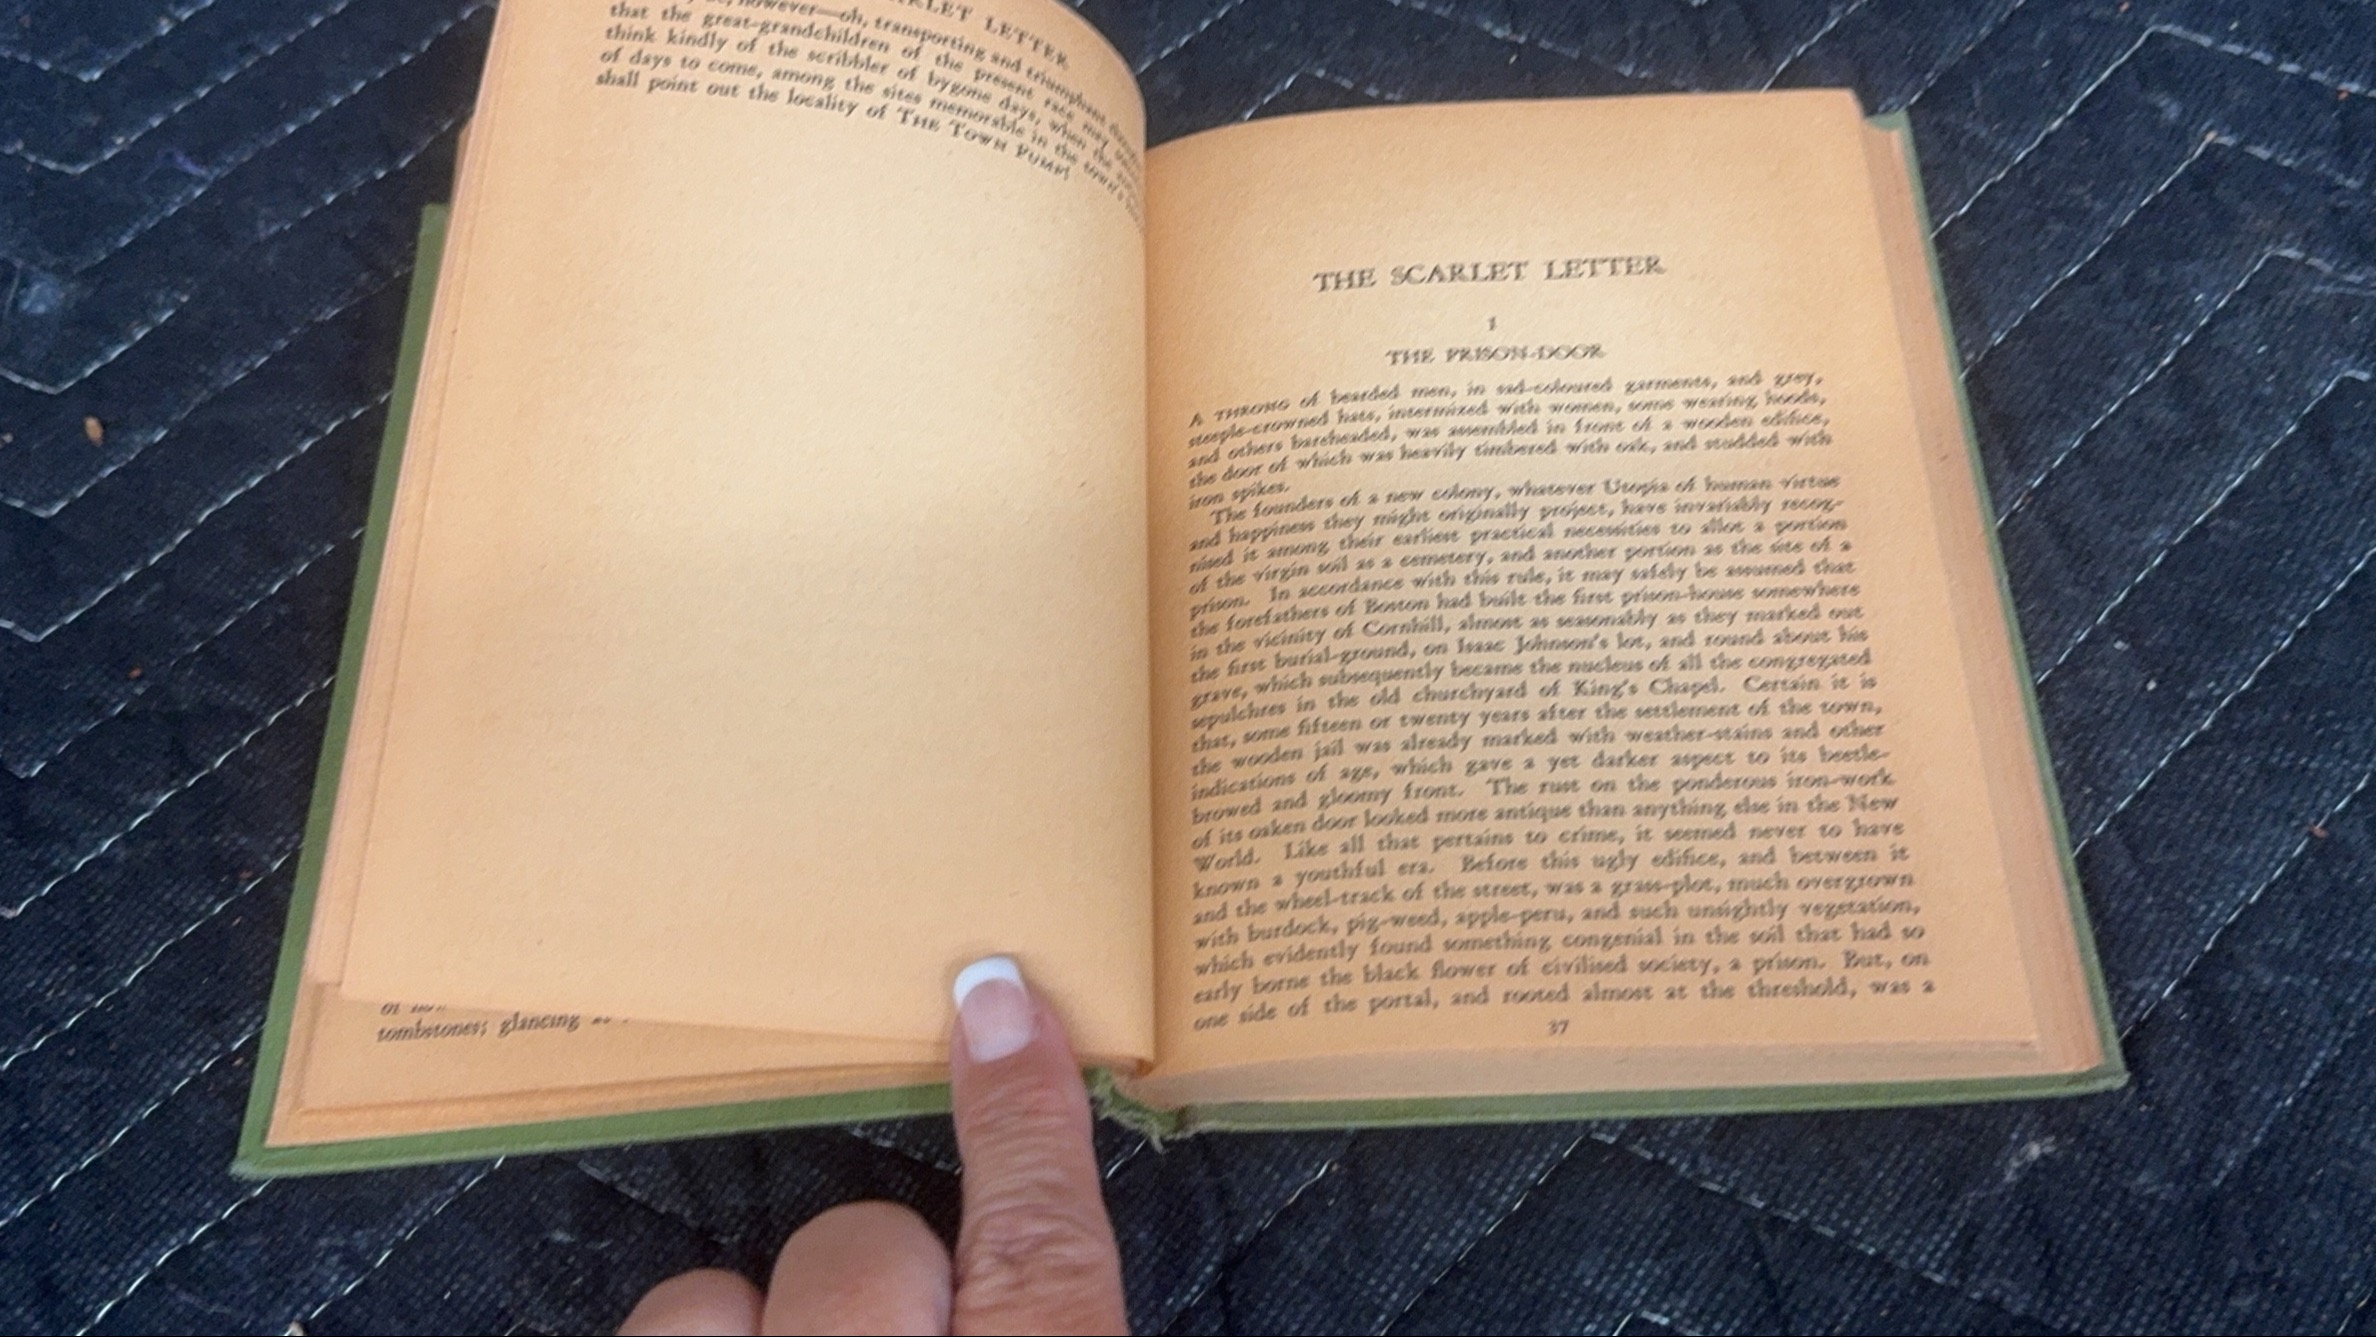 ARLET LETTER
however—oh, transporting and triumphant
that the great-grandchildren of the present race may
think kindly of the scribbler of bygone days, when the
of days to come, among the sites memorable in the town's
shall point out the locality of THE TOWN PUMP!
of
tombstones; glancing
THE SCARLET LETTER
1
THE PRISON-DOOR
A THRONG of bearded men, in sad-coloured garments, and grey,
steeple-crowned hats, intermixed with women, some wearing hoods,
and others bareheaded, was assembled in front of a wooden edifice,
the door of which was heavily timbered with oak, and studded with
iron spikes.
The founders of a new colony, whatever Utopia of human virtue
and happiness they might originally project, have invariably recog-
nised it among their earliest practical necessities to allot a portion
of the virgin soil as a cemetery, and another portion as the site of a
prison. In accordance with this rule, it may safely be assumed that
the forefathers of Boston had built the first prison-house somewhere
in the vicinity of Cornhill, almost as seasonably as they marked out
the first burial-ground, on Isaac Johnson's lot, and round about his
grave, which subsequently became the nucleus of all the congregated
sepulchres in the old churchyard of King's Chapel. Certain it is
that, some fifteen or twenty years after the settlement of the town,
the wooden jail was already marked with weather-stains and other
indications of age, which gave a yet darker aspect to its beetle-
browed and gloomy front. The rust on the ponderous iron-work
of its oaken door looked more antique than anything else in the New
World. Like all that pertains to crime, it seemed never to have
known a youthful era. Before this ugly edifice, and between it
and the wheel-track of the street, was a grass-plot, much overgrown
with burdock, pig-weed, apple-peru, and such unsightly vegetation,
which evidently found something congenial in the soil that had so
early borne the black flower of civilised society, a prison. But, on
one side of the portal, and rooted almost at the threshold, was a
37